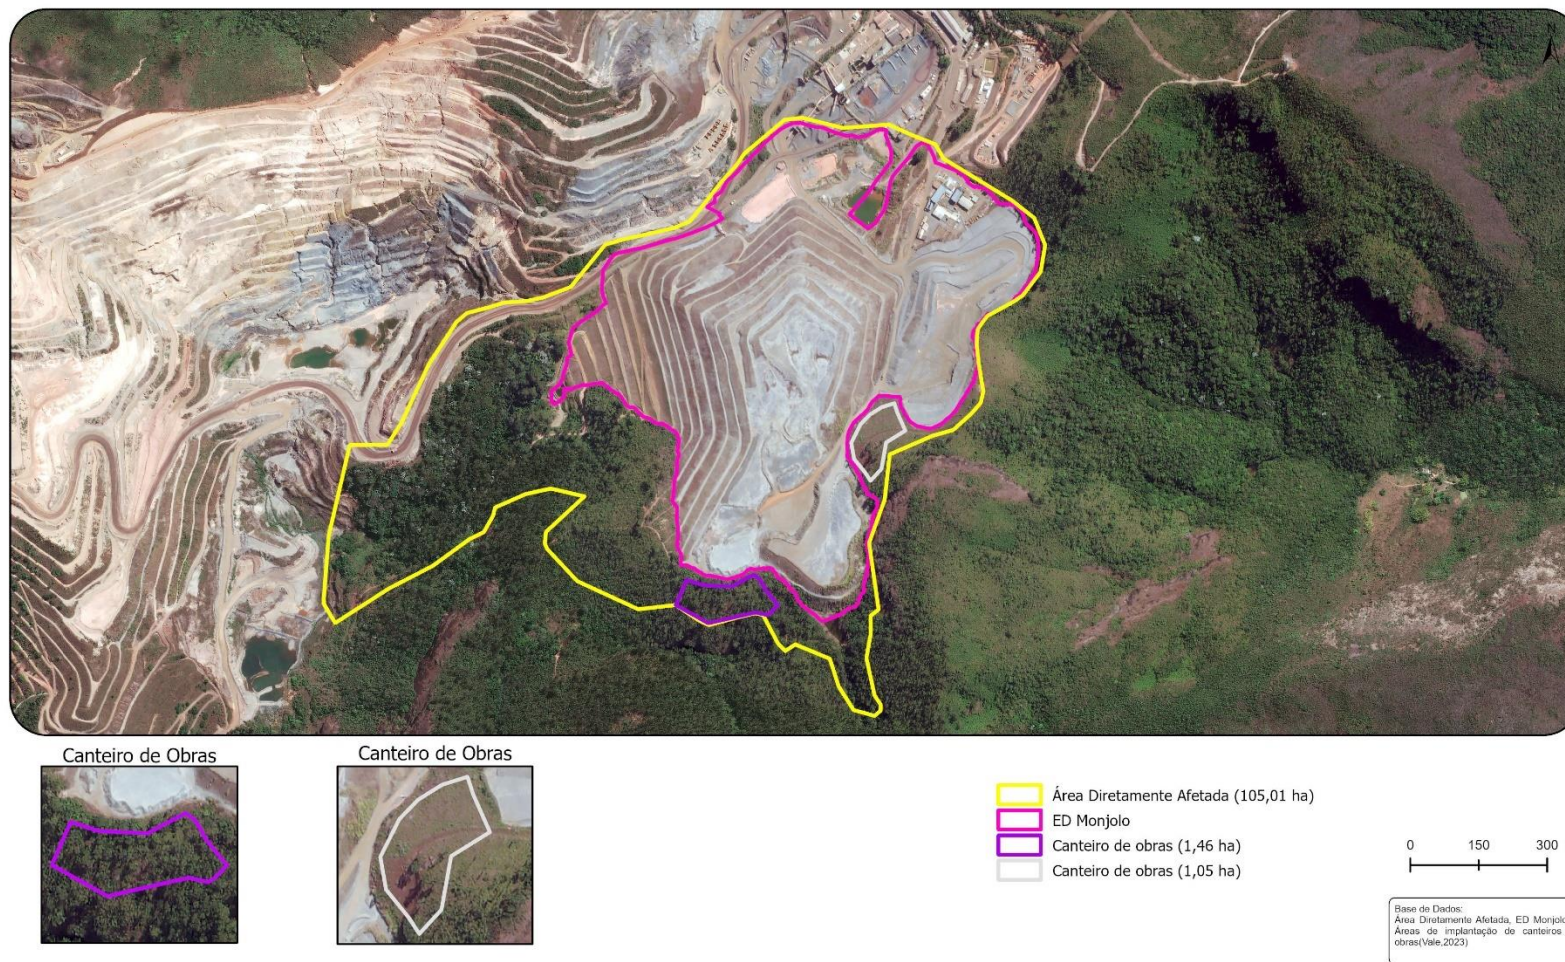 Canteiro de Obras
Canteiro de Obras
Área Diretamente Afetada (105,01 ha)
ED Monjolo
Canteiro de obras (1,46 ha)
Canteiro de obras (1,05 ha)
0 150 300
Base de Dados:
Área Diretamente Afetada, ED Monjolo
Áreas de implantação de canteiros
obras(Vale,2023)